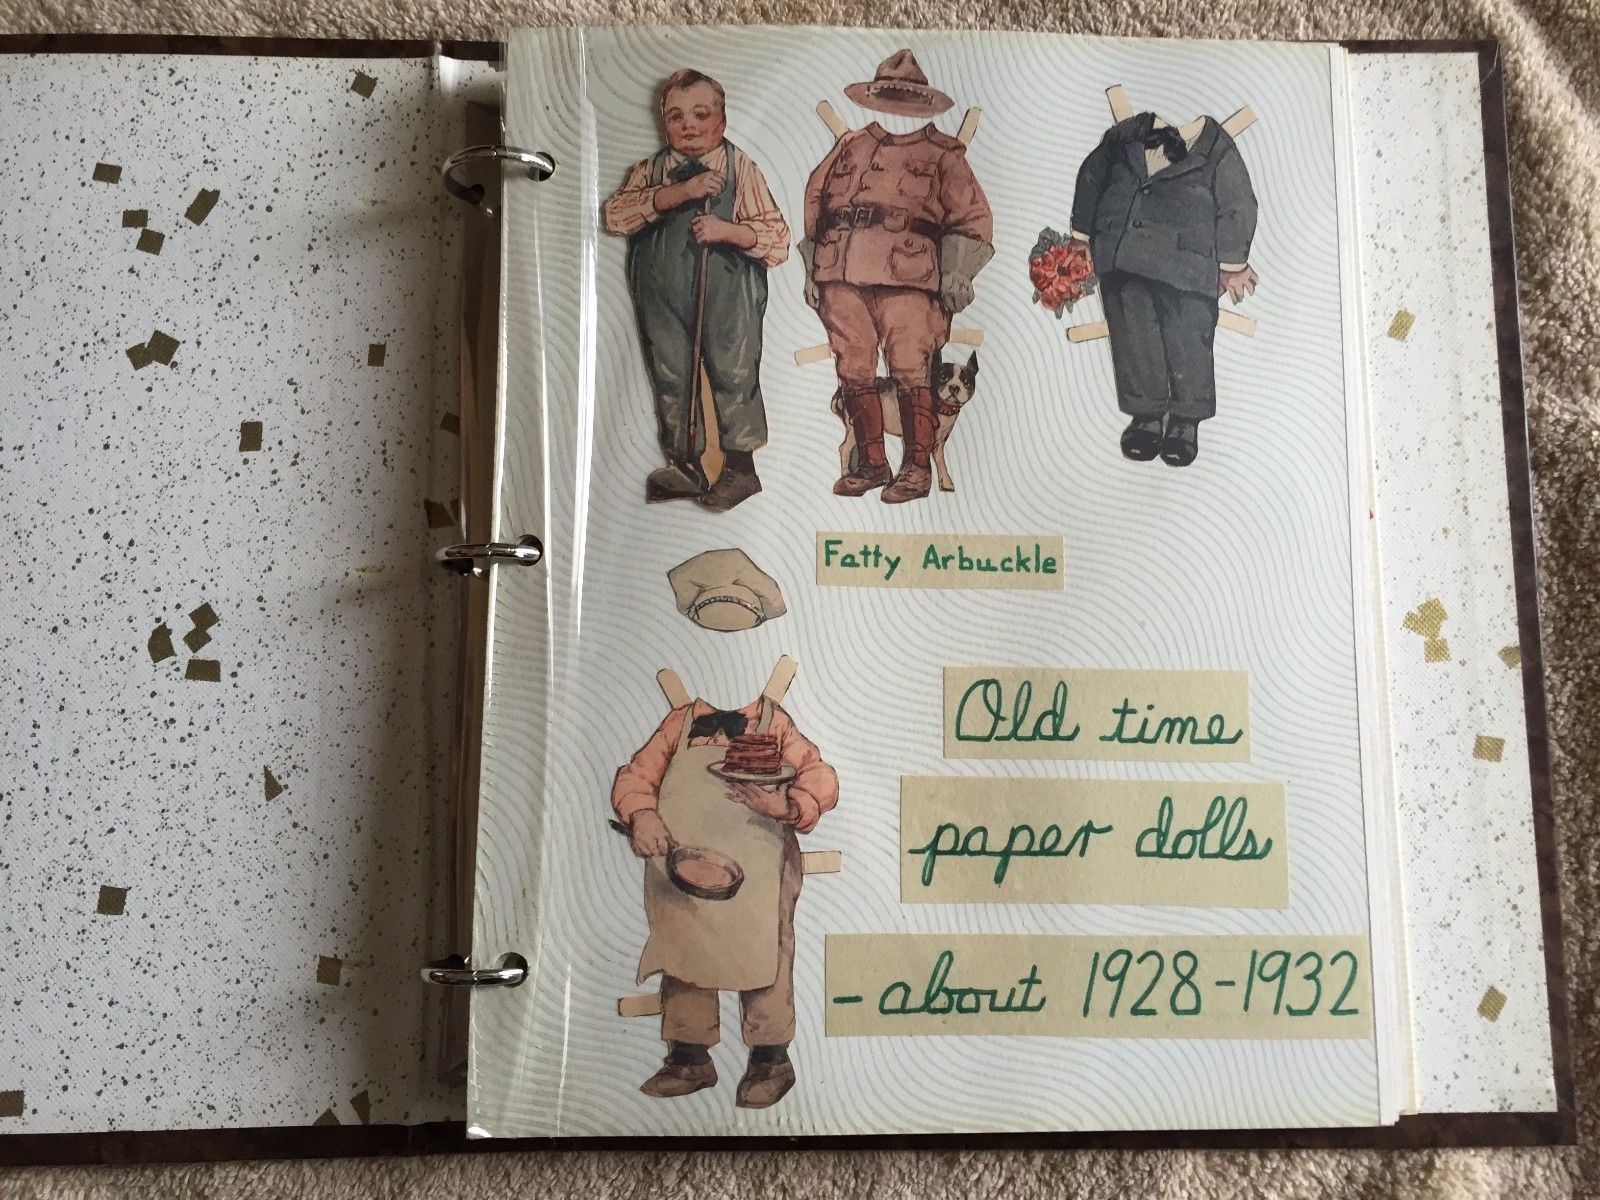 Fatty Arbuckle
Old time
paper dolls
- about 1928-1932